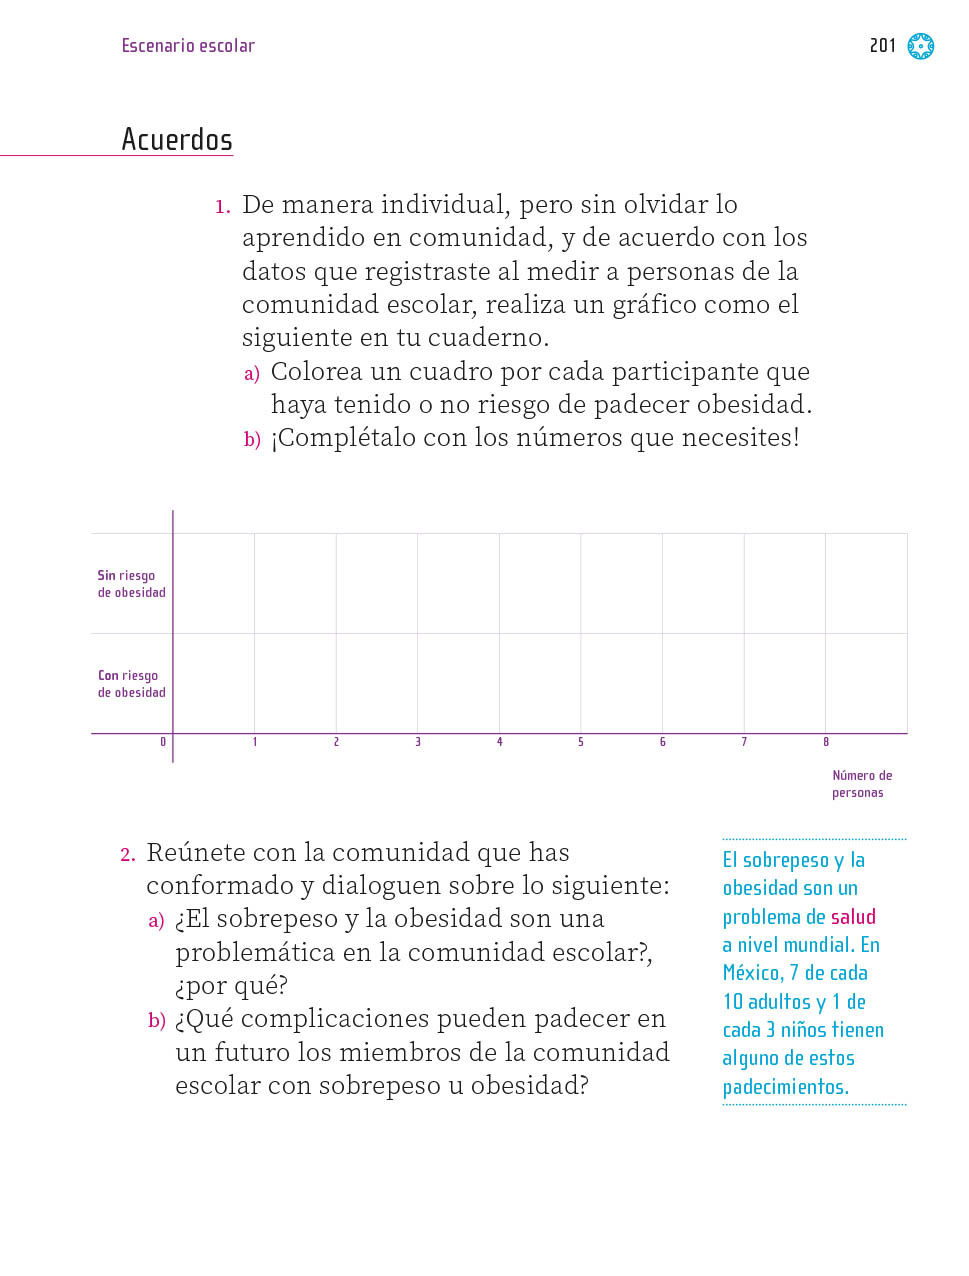 Escenario escolar
201
Acuerdos
1. De manera individual, pero sin olvidar lo
aprendido en comunidad, y de acuerdo con los
datos que registraste al medir a personas de la
comunidad escolar, realiza un gráfico como el
siguiente en tu cuaderno.
a) Colorea un cuadro por cada participante que
haya tenido o no riesgo de padecer obesidad.
b) ¡Complétalo con los números que necesites!
Sin riesgo
de obesidad
Con riesgo
de obesidad
0 1 2 3 4 5 6 7 8
Número de
personas
2. Reúnete con la comunidad que has
conformado y dialoguen sobre lo siguiente:
a) ¿El sobrepeso y la obesidad son una
problemática en la comunidad escolar?,
¿por qué?
b) ¿Qué complicaciones pueden padecer en
un futuro los miembros de la comunidad
escolar con sobrepeso u obesidad?
El sobrepeso y la
obesidad son un
problema de salud
a nivel mundial. En
México, 7 de cada
10 adultos y 1 de
cada 3 niños tienen
alguno de estos
padecimientos.